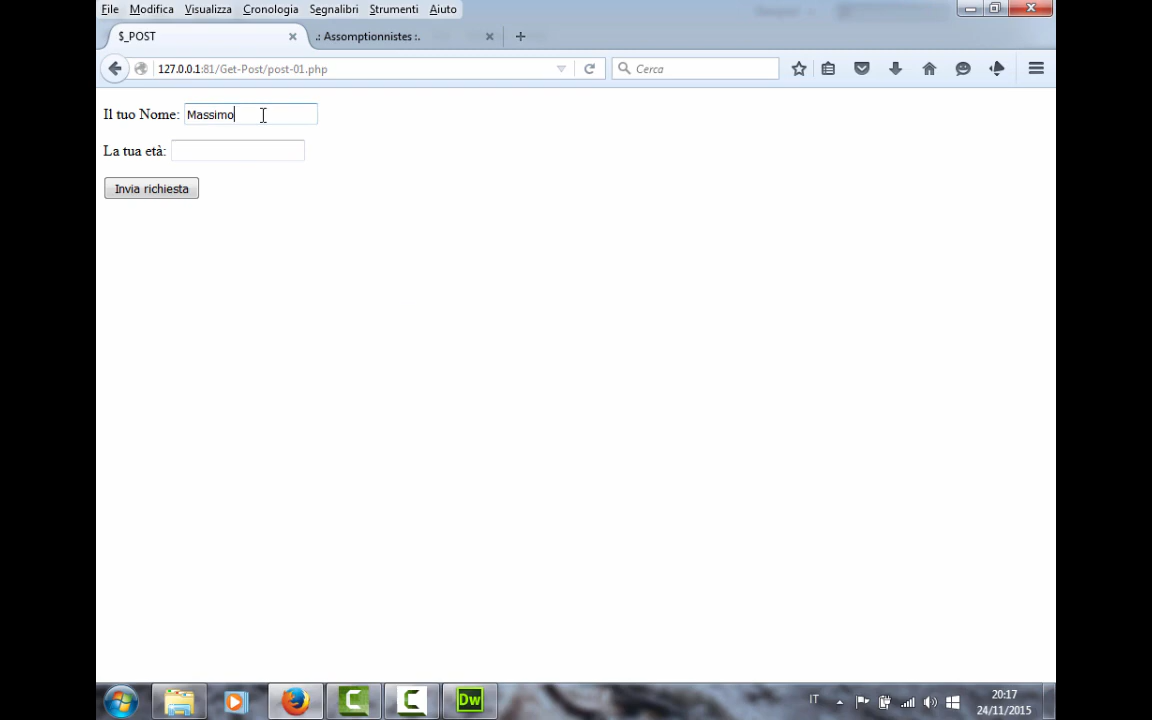 File Modifica Visualizza Cronologia Segnalibri Strumenti Aiuto
$_POST × .: Assomptionnistes :. × +
127.0.0.1:81/Get-Post/post-01.php Cerca
Il tuo Nome: Massimo
La tua età:
Invia richiesta
Dw IT 20:17
24/11/2015